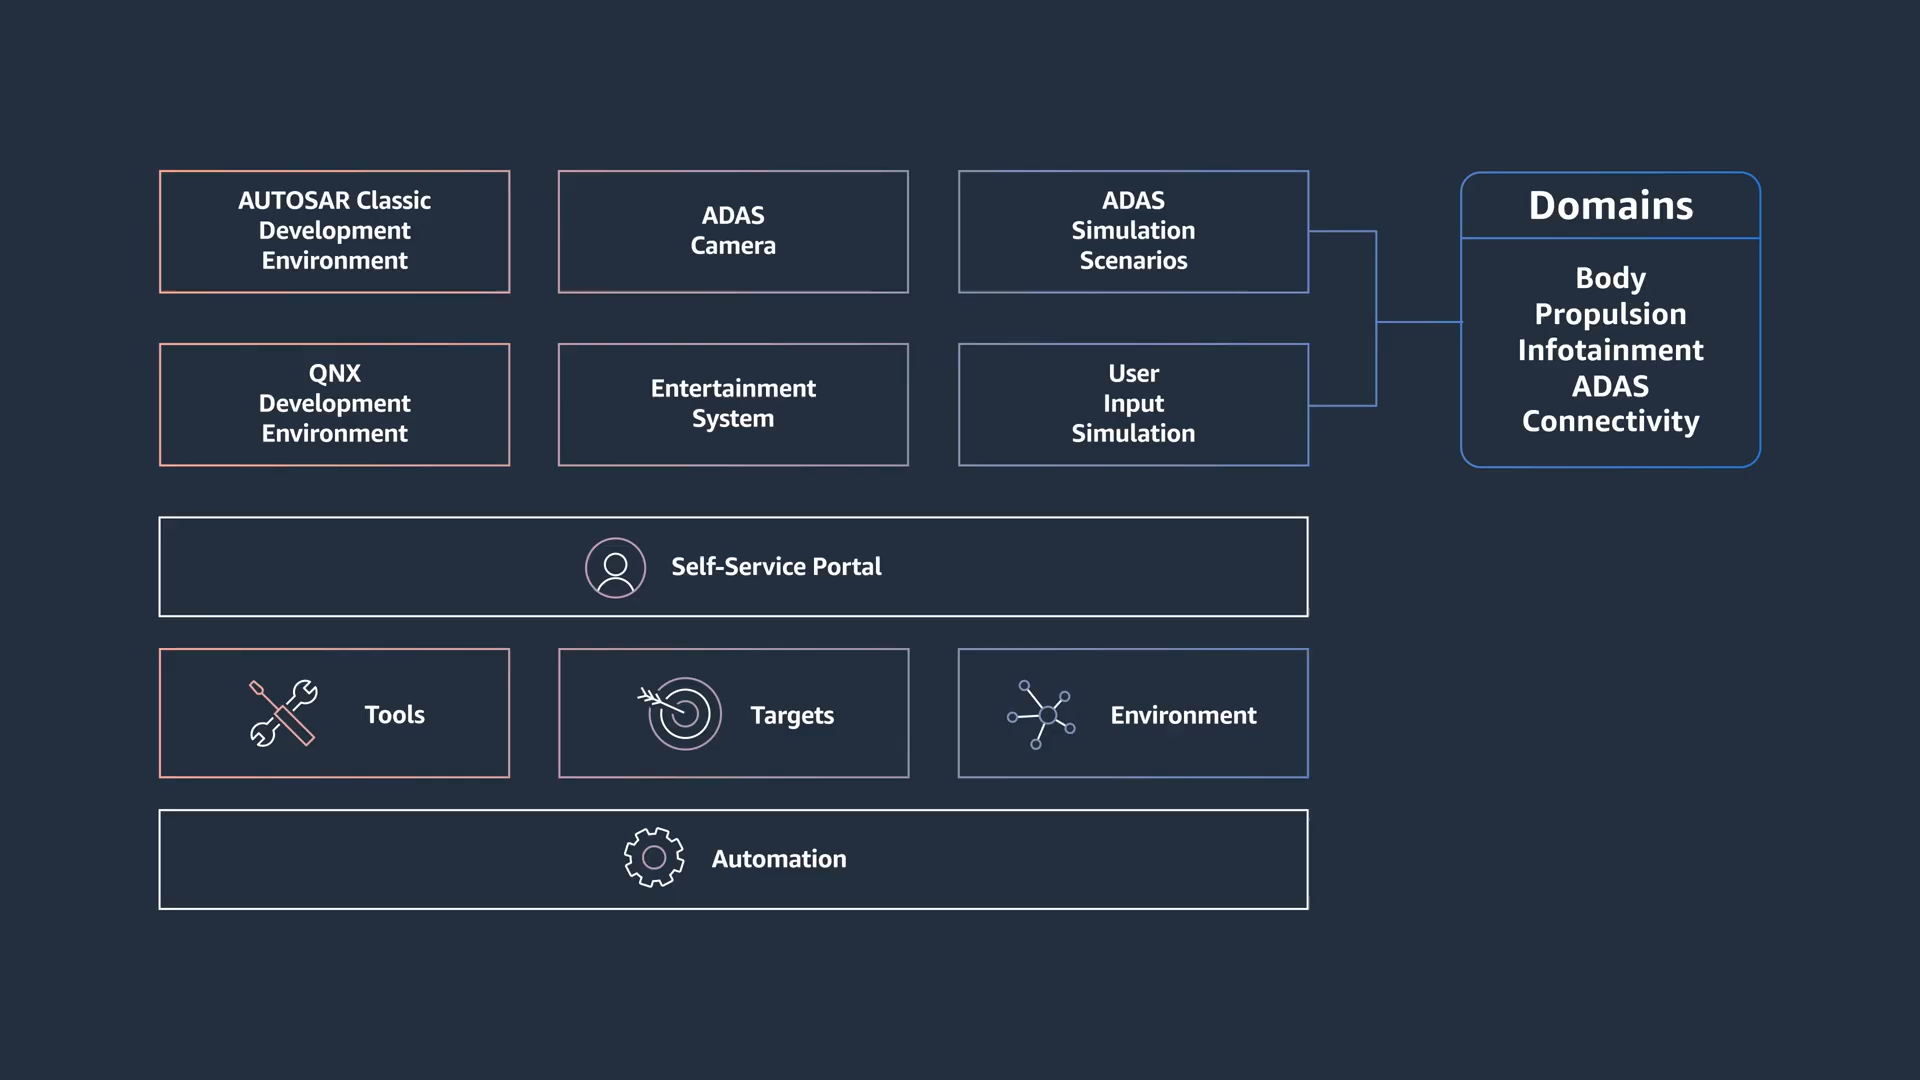 AUTOSAR Classic
Development
Environment
ADAS
Camera
ADAS
Simulation
Scenarios
Domains
Body
Propulsion
Infotainment
ADAS
Connectivity
QNX
Development
Environment
Entertainment
System
User
Input
Simulation
Self-Service Portal
Tools
Targets
Environment
Automation